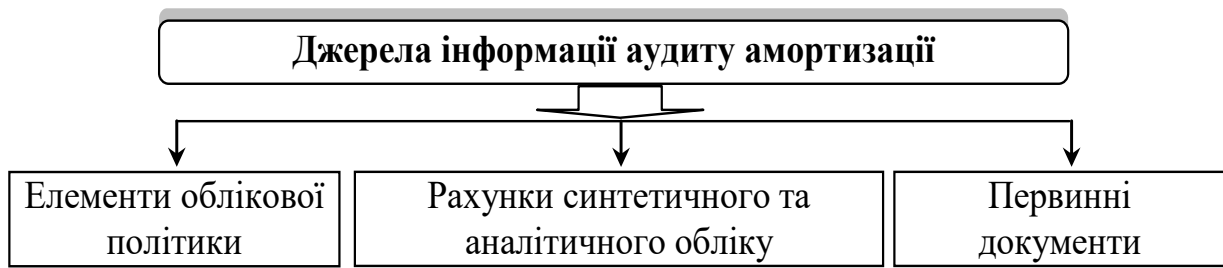 Джерела інформації аудиту амортизації
Елементи облікової
політики
Рахунки синтетичного та
аналітичного обліку
Первинні
документи